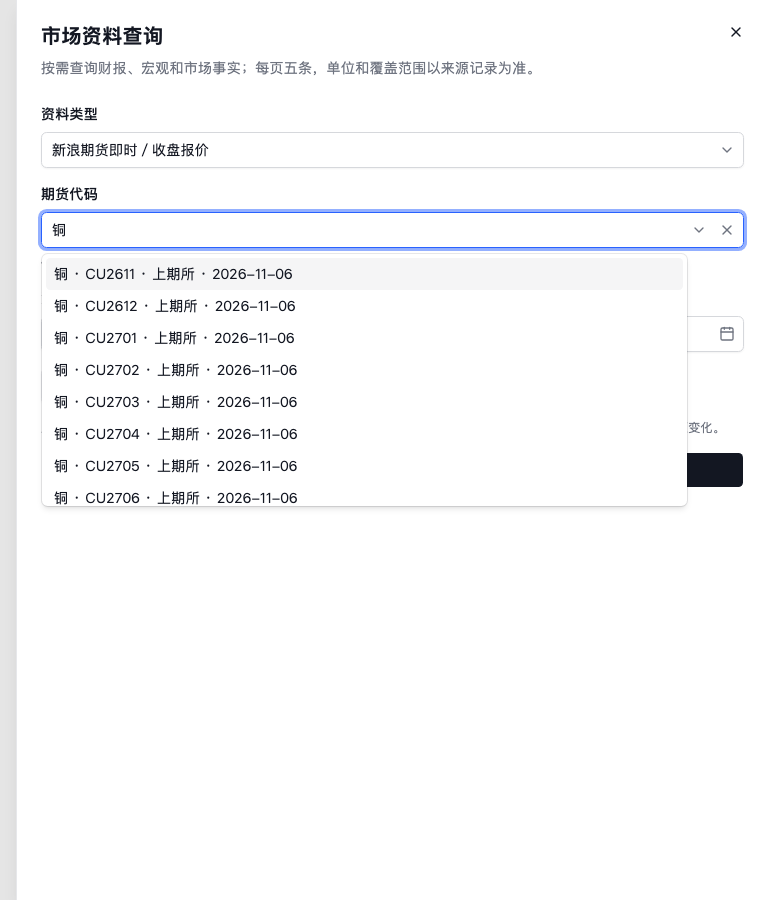 市场资料查询
按需查询财报、宏观和市场事实；每页五条，单位和覆盖范围以来源记录为准。
资料类型
新浪期货即时 / 收盘报价
期货代码
铜
铜 · CU2611 · 上期所 · 2026-11-06
铜 · CU2612 · 上期所 · 2026-11-06
铜 · CU2701 · 上期所 · 2026-11-06
铜 · CU2702 · 上期所 · 2026-11-06
铜 · CU2703 · 上期所 · 2026-11-06
铜 · CU2704 · 上期所 · 2026-11-06
变化。
铜 · CU2705 · 上期所 · 2026-11-06
铜 · CU2706 · 上期所 · 2026-11-06